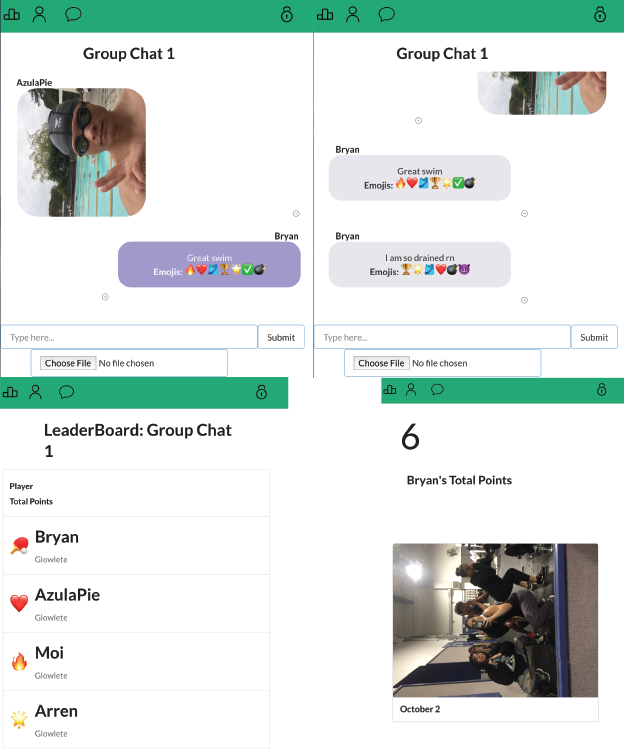 Group Chat 1
AzulaPie
Bryan
Great swim
Emojis: 🔥❤️🎽🏆🌟✅💣
Type here...
Submit
Choose File No file chosen
Group Chat 1
Bryan
Great swim
Emojis: 🔥❤️🎽🏆🌟✅💣
Bryan
I am so drained rn
Emojis: 🏆🌟🎽❤️💣😈
Type here...
Submit
Choose File No file chosen
LeaderBoard: Group Chat
1
Player
Total Points
Bryan
Glowlete
AzulaPie
Glowlete
Moi
Glowlete
Arren
Glowlete
6
Bryan's Total Points
October 2